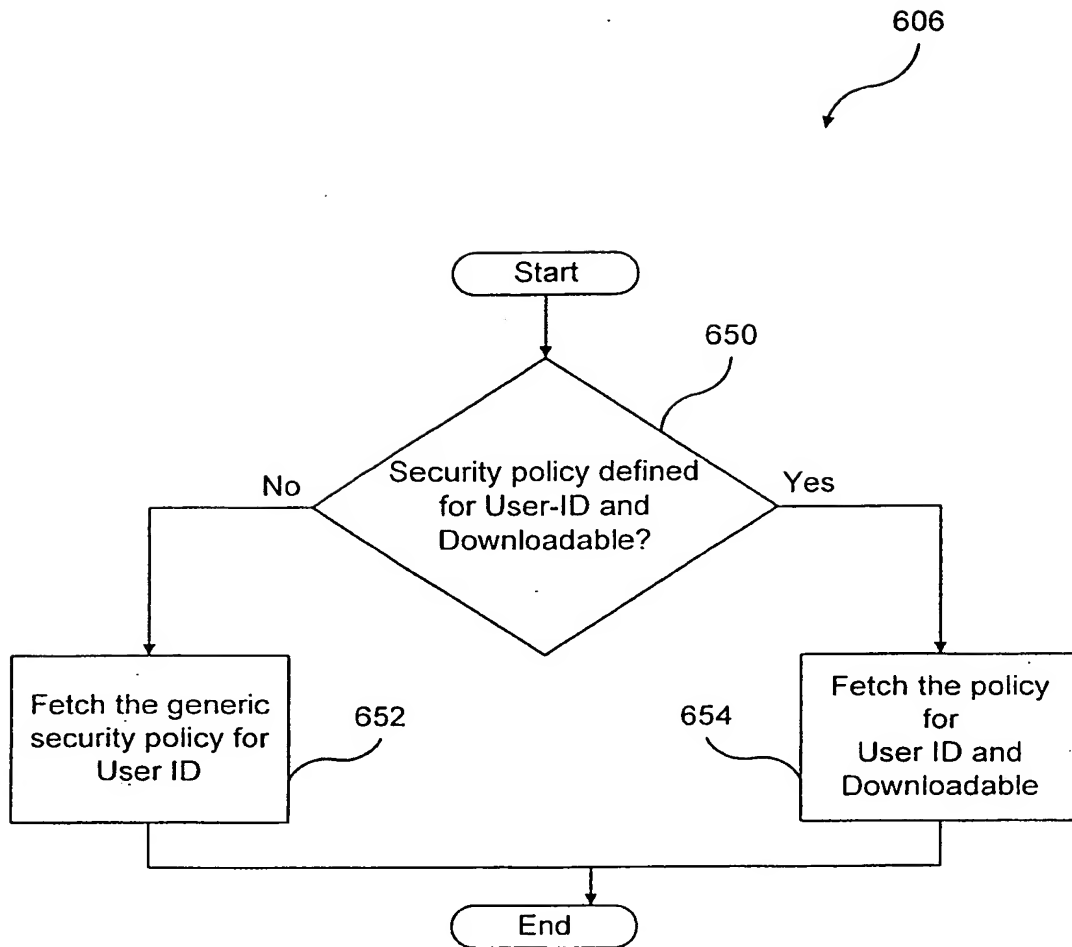 606
Start
650
Security policy defined
for User-ID and
Downloadable?
No
Yes
Fetch the generic
security policy for
User ID
652
654
Fetch the policy
for
User ID and
Downloadable
End